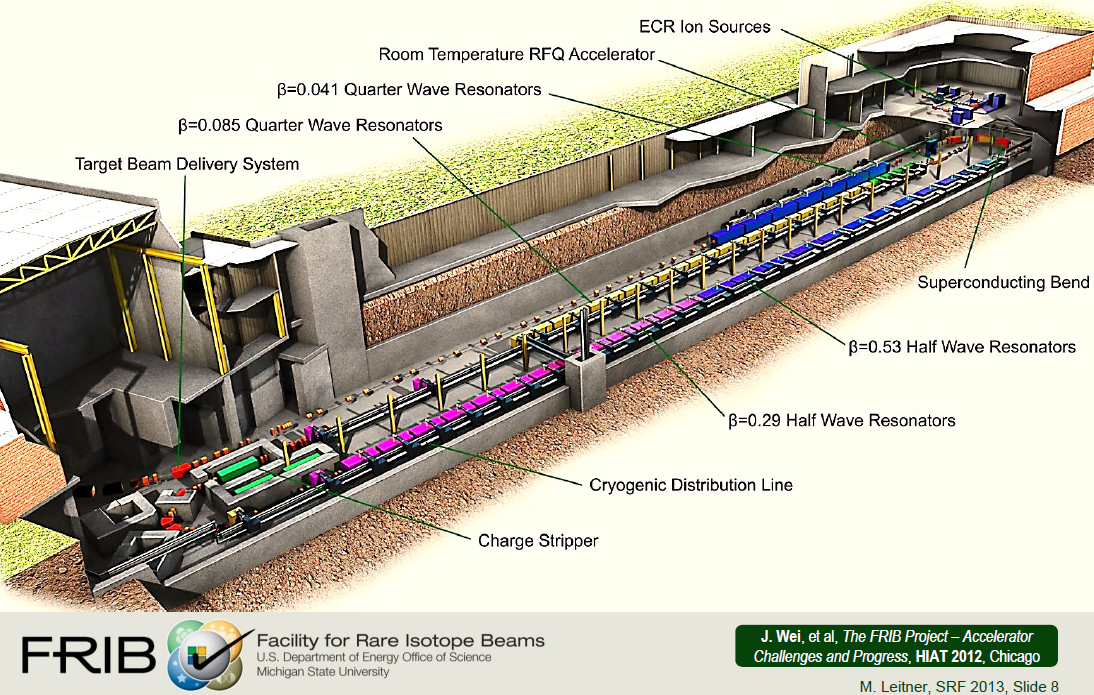 ECR Ion Sources
Room Temperature RFQ Accelerator
β=0.041 Quarter Wave Resonators
β=0.085 Quarter Wave Resonators
Target Beam Delivery System
Superconducting Bend
β=0.53 Half Wave Resonators
β=0.29 Half Wave Resonators
Cryogenic Distribution Line
Charge Stripper
FRIB
Facility for Rare Isotope Beams
U.S. Department of Energy Office of Science
Michigan State University
J. Wei, et al, The FRIB Project – Accelerator
Challenges and Progress, HIAT 2012, Chicago
M. Leitner, SRF 2013, Slide 8